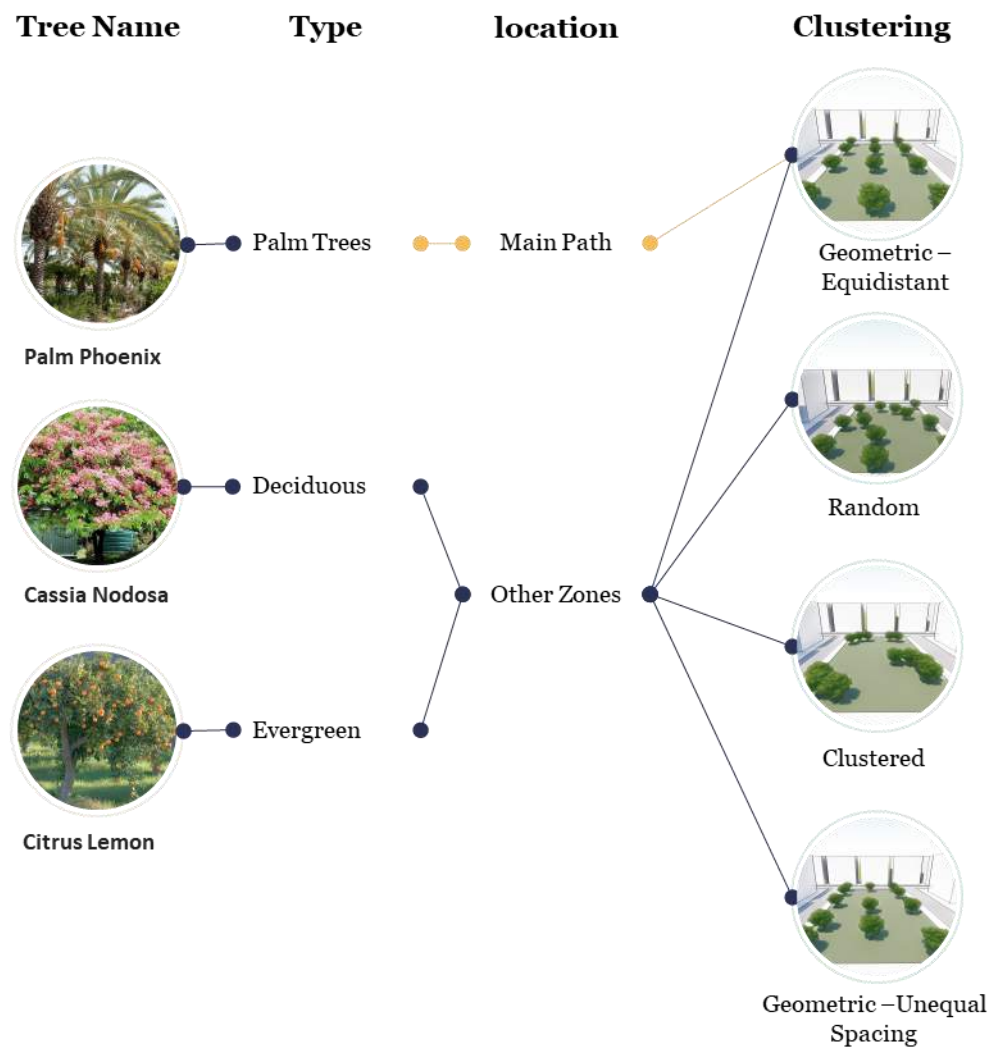 Tree Name
Type
location
Clustering
Palm Trees
Main Path
Geometric –
Equidistant
Palm Phoenix
Deciduous
Random
Cassia Nodosa
Other Zones
Evergreen
Clustered
Citrus Lemon
Geometric –Unequal
Spacing